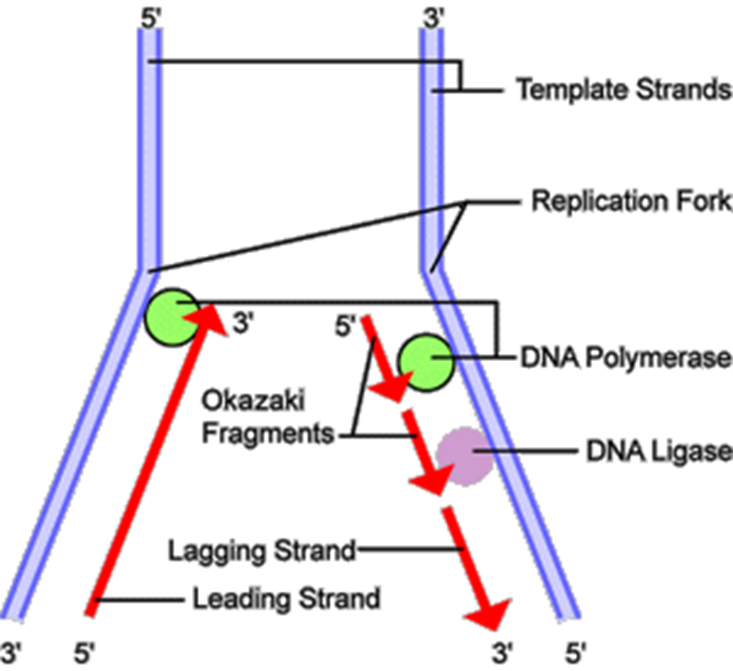 5' 3'
Template Strands
Replication Fork
3' 5'
DNA Polymerase
Okazaki
Fragments
DNA Ligase
Lagging Strand
Leading Strand
3' 5' 3' 5'